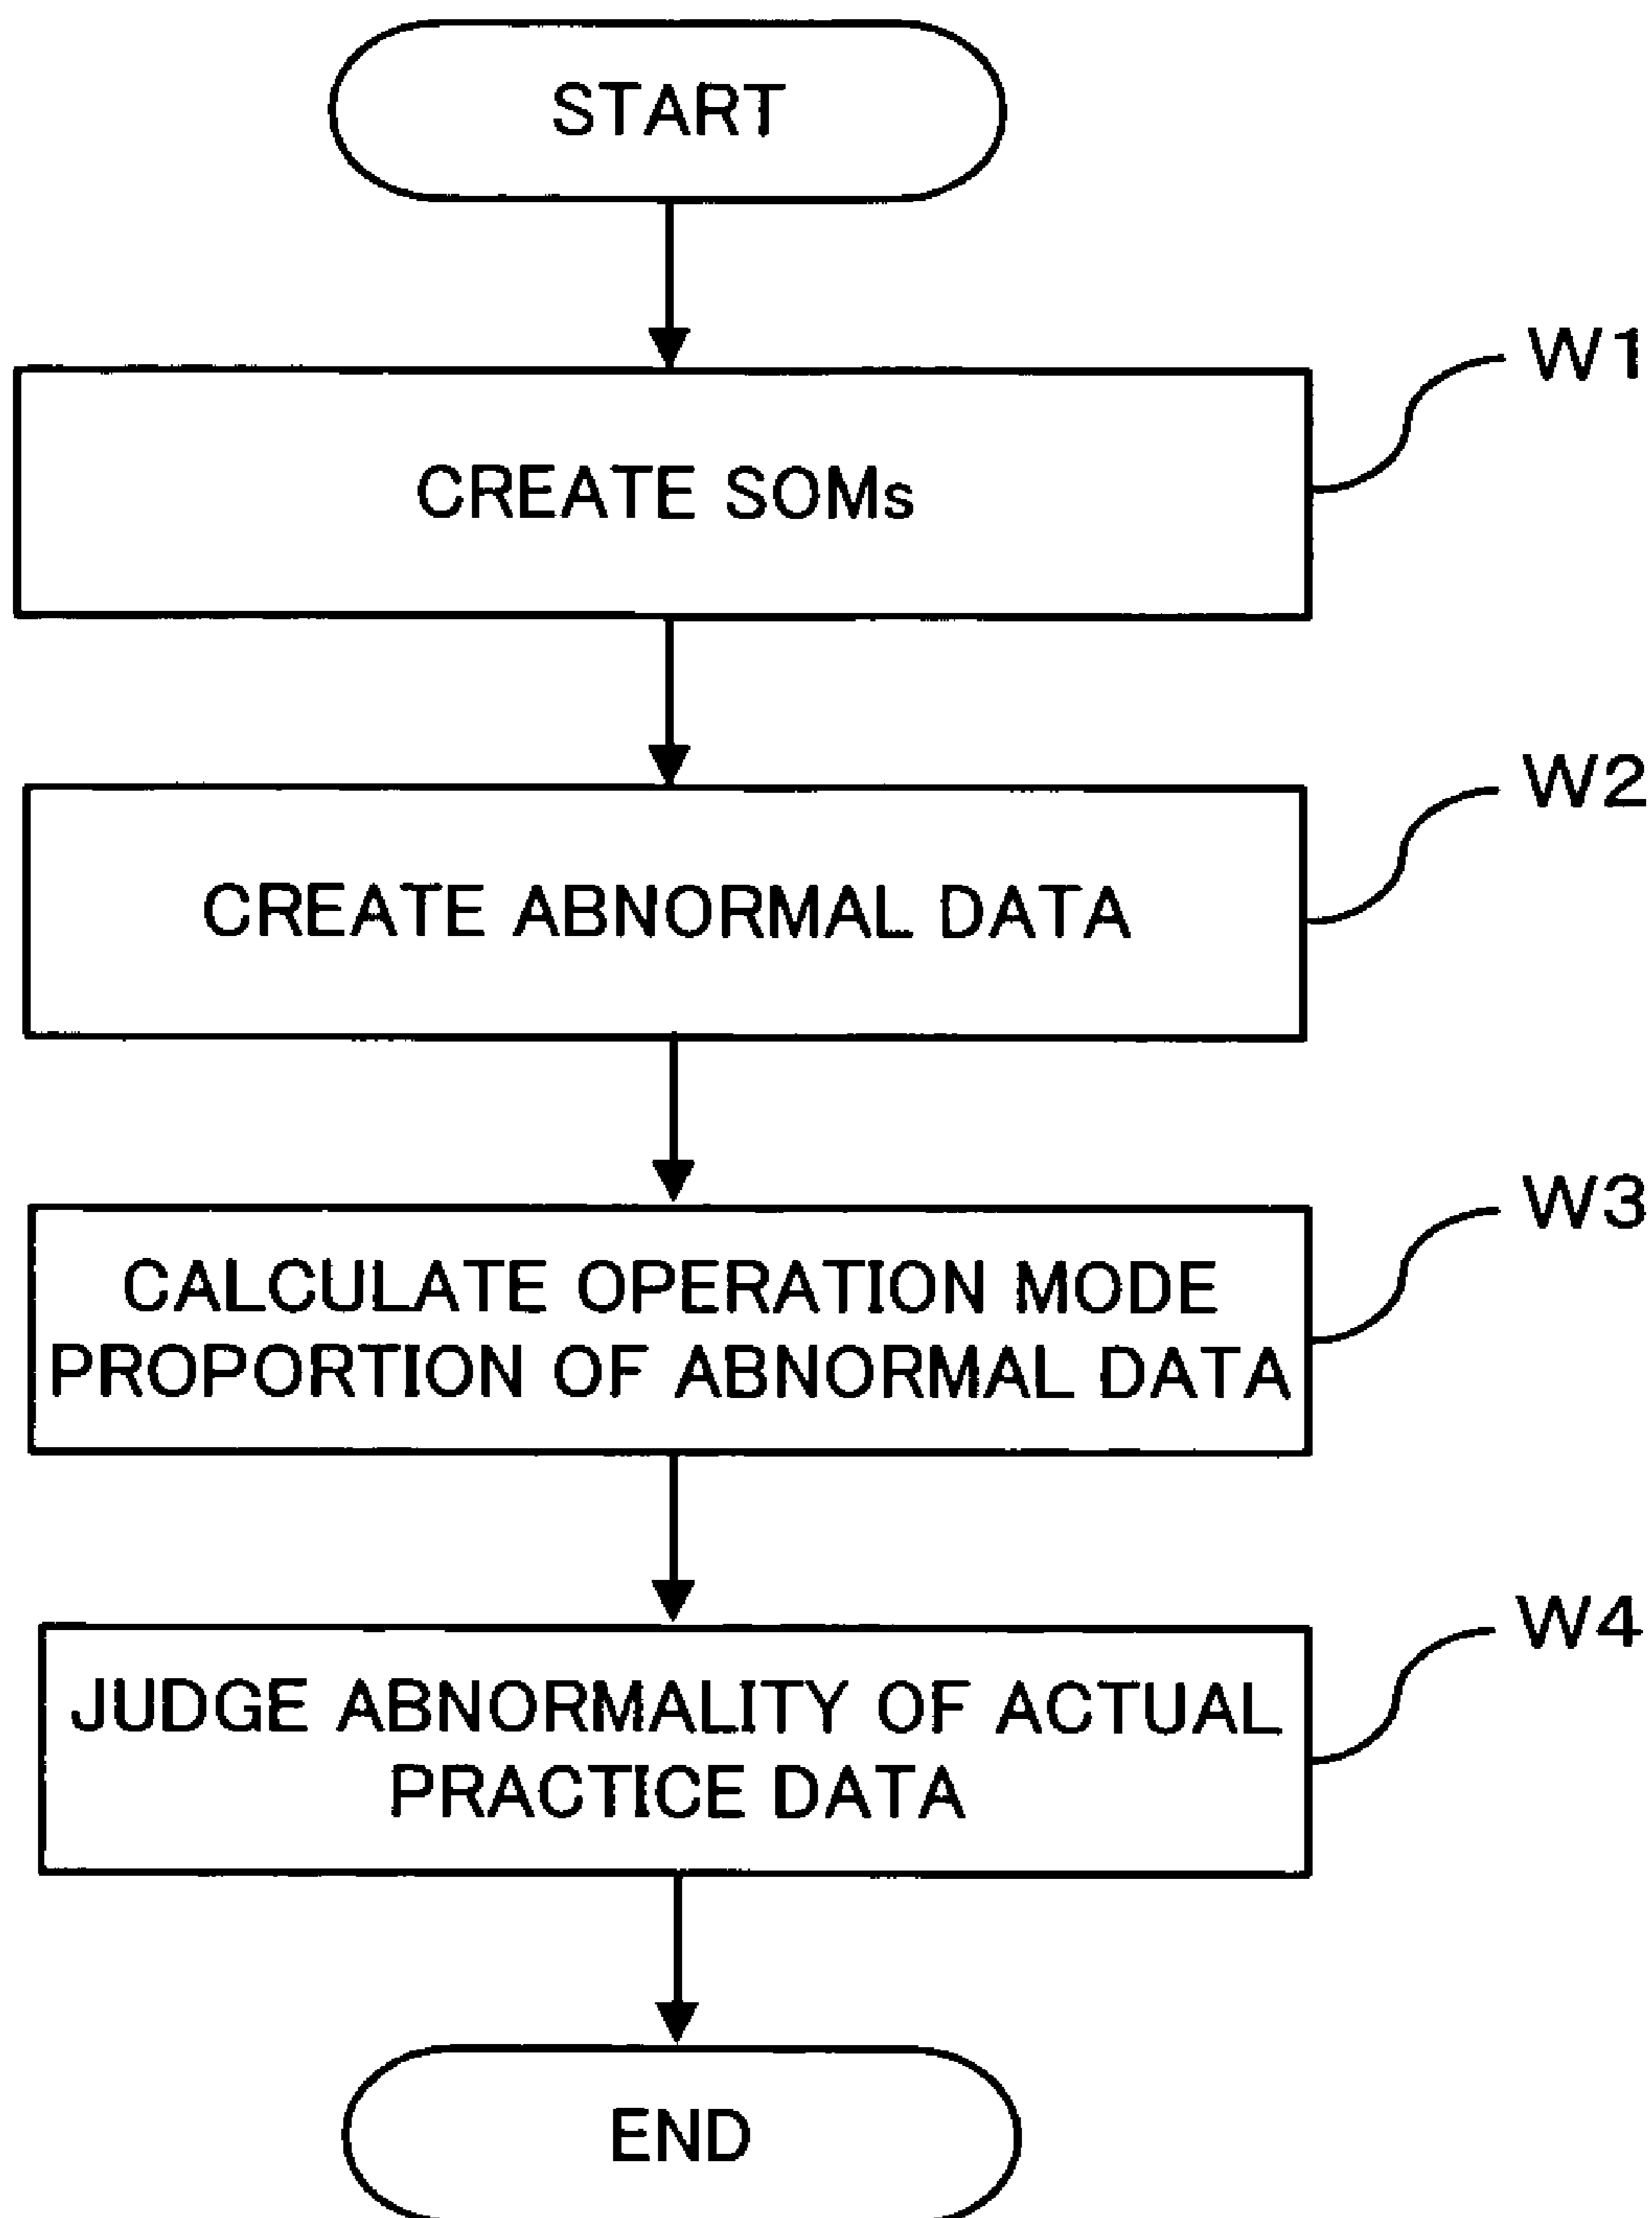 START
W1
CREATE SOMs
W2
CREATE ABNORMAL DATA
W3
CALCULATE OPERATION MODE
PROPORTION OF ABNORMAL DATA
W4
JUDGE ABNORMALITY OF ACTUAL
PRACTICE DATA
END